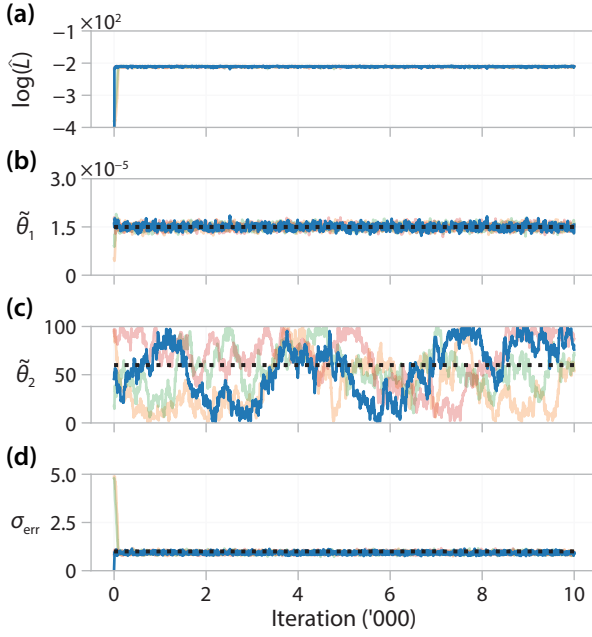 (a)
×10²
−1
−2
−3
−4
log(L̂)
(b)
×10⁻⁵
3.0
1.5
0
θ̃₁
(c)
100
50
0
θ̃₂
(d)
5.0
2.5
0
σerr
0 2 4 6 8 10
Iteration ('000)